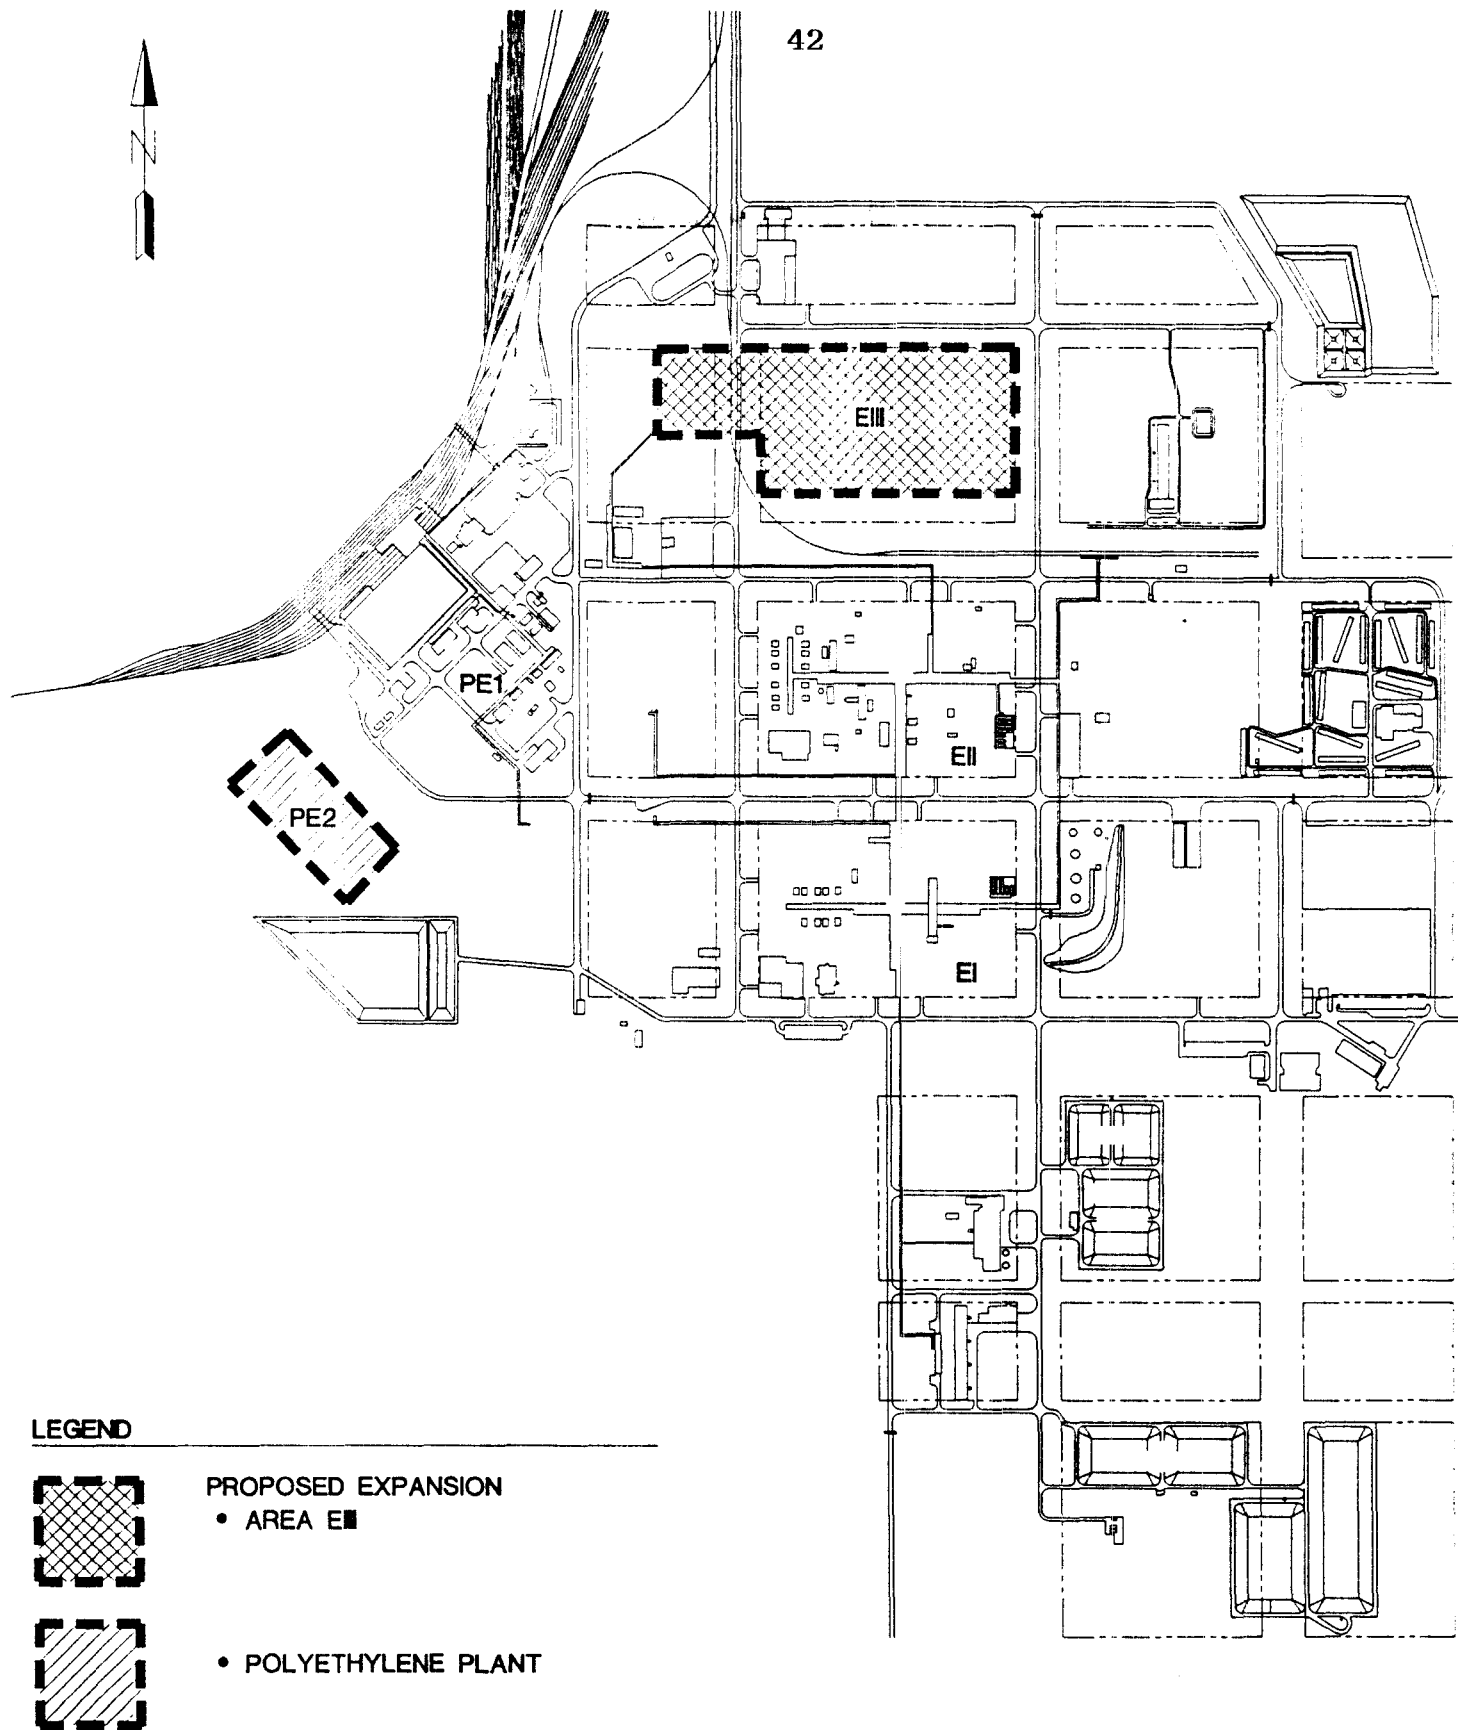 42
N
EIII
PE1
EII
PE2
EI
LEGEND
PROPOSED EXPANSION
• AREA EIII
• POLYETHYLENE PLANT